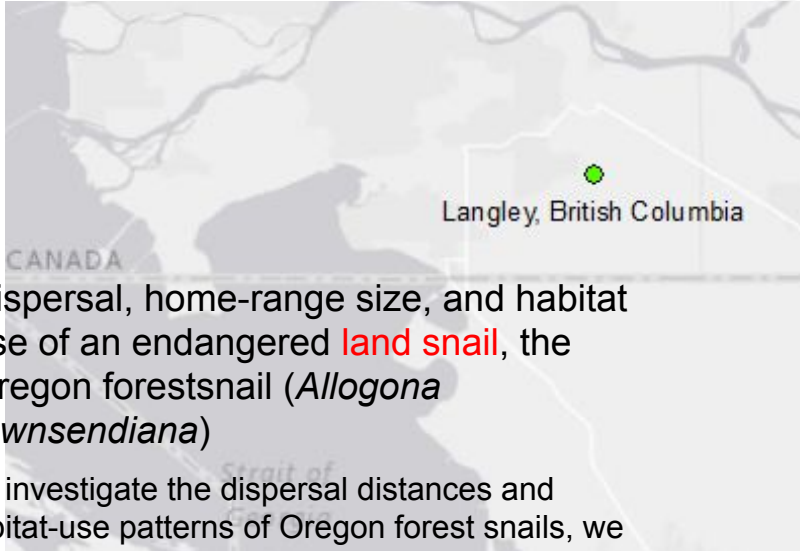 Langley, British Columbia
CANADA
ispersal, home-range size, and habitat
se of an endangered land snail, the
regon forestsnail (Allogona
wnsendiana)
Strait of
Georgia
investigate the dispersal distances and
bitat-use patterns of Oregon forest snails, we